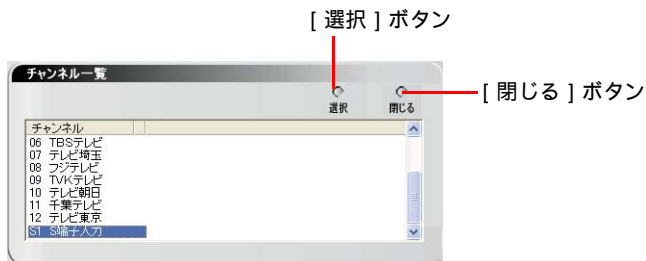 [ 選択 ] ボタン
チャンネル一覧
選択
閉じる
[ 閉じる ] ボタン
チャンネル
06 TBSテレビ
07 テレビ埼玉
08 フジテレビ
09 TVKテレビ
10 テレビ朝日
11 千葉テレビ
12 テレビ東京
S1 S端子入力